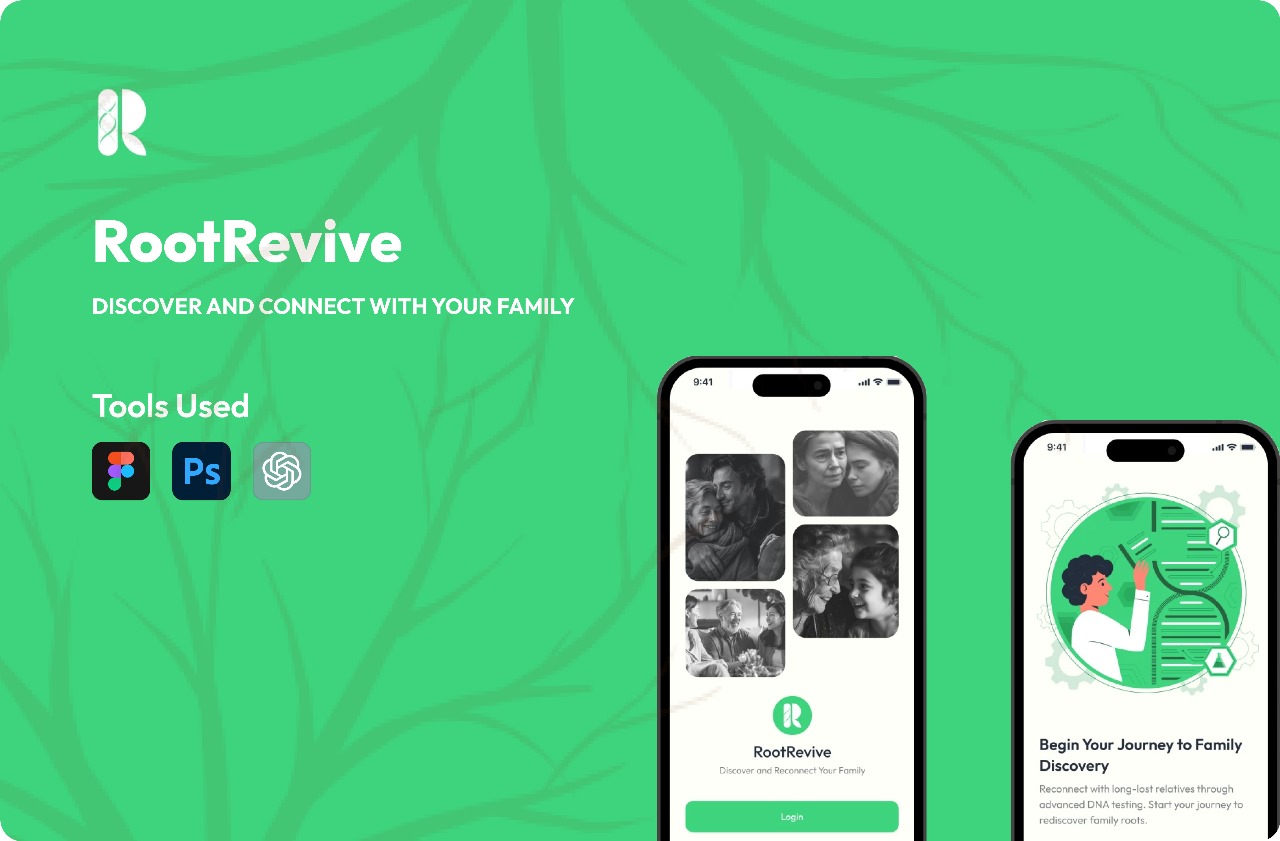 R
RootRevive
DISCOVER AND CONNECT WITH YOUR FAMILY
Tools Used
Ps
9:41
R
RootRevive
Discover and Reconnect Your Family
Login
9:41
Begin Your Journey to Family
Discovery
Reconnect with long-lost relatives through
advanced DNA testing. Start your journey to
rediscover family roots.